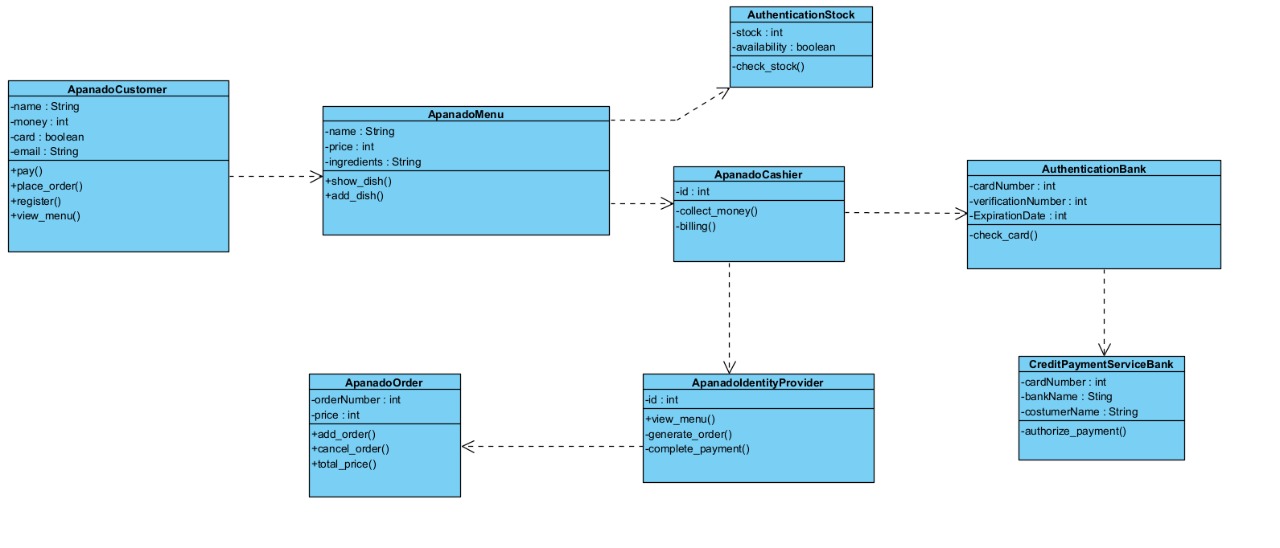 AuthenticationStock
-stock : int
-availability : boolean
-check_stock()
ApanadoCustomer
-name : String
-money : int
-card : boolean
-email : String
+pay()
+place_order()
+register()
+view_menu()
ApanadoMenu
-name : String
-price : int
-ingredients : String
+show_dish()
+add_dish()
ApanadoCashier
-id : int
-collect_money()
-billing()
AuthenticationBank
-cardNumber : int
-verificationNumber : int
-ExpirationDate : int
-check_card()
ApanadoOrder
-orderNumber : int
-price : int
+add_order()
+cancel_order()
+total_price()
ApanadoIdentityProvider
-id : int
+view_menu()
-generate_order()
-complete_payment()
CreditPaymentServiceBank
-cardNumber : int
-bankName : Sting
-costumerName : String
-authorize_payment()